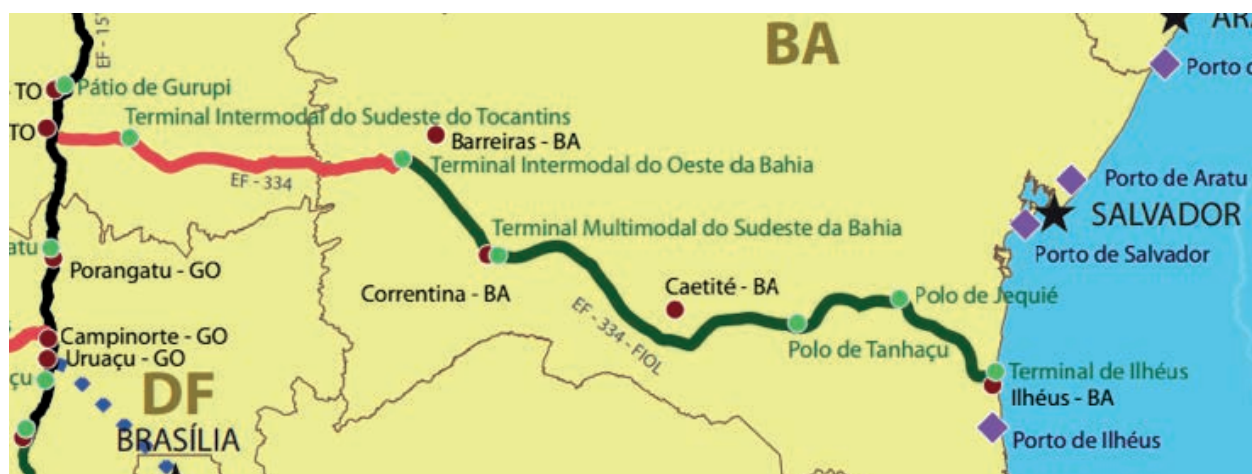 EF - 15
BA
Porto
Pátio de Gurupi
TO
Terminal Intermodal do Sudeste do Tocantins
TO
Barreiras - BA
Terminal Intermodal do Oeste da Bahia
EF - 334
Porto de Aratu
SALVADOR
Porto de Salvador
Terminal Multimodal do Sudeste da Bahia
Porangatu - GO
Correntina - BA
Caetité - BA
Polo de Jequié
EF - 334 - FIOL
Polo de Tanhaçu
Campinorte - GO
Uruaçu - GO
Terminal de Ilhéus
Ilhéus - BA
DF
BRASÍLIA
Porto de Ilhéus